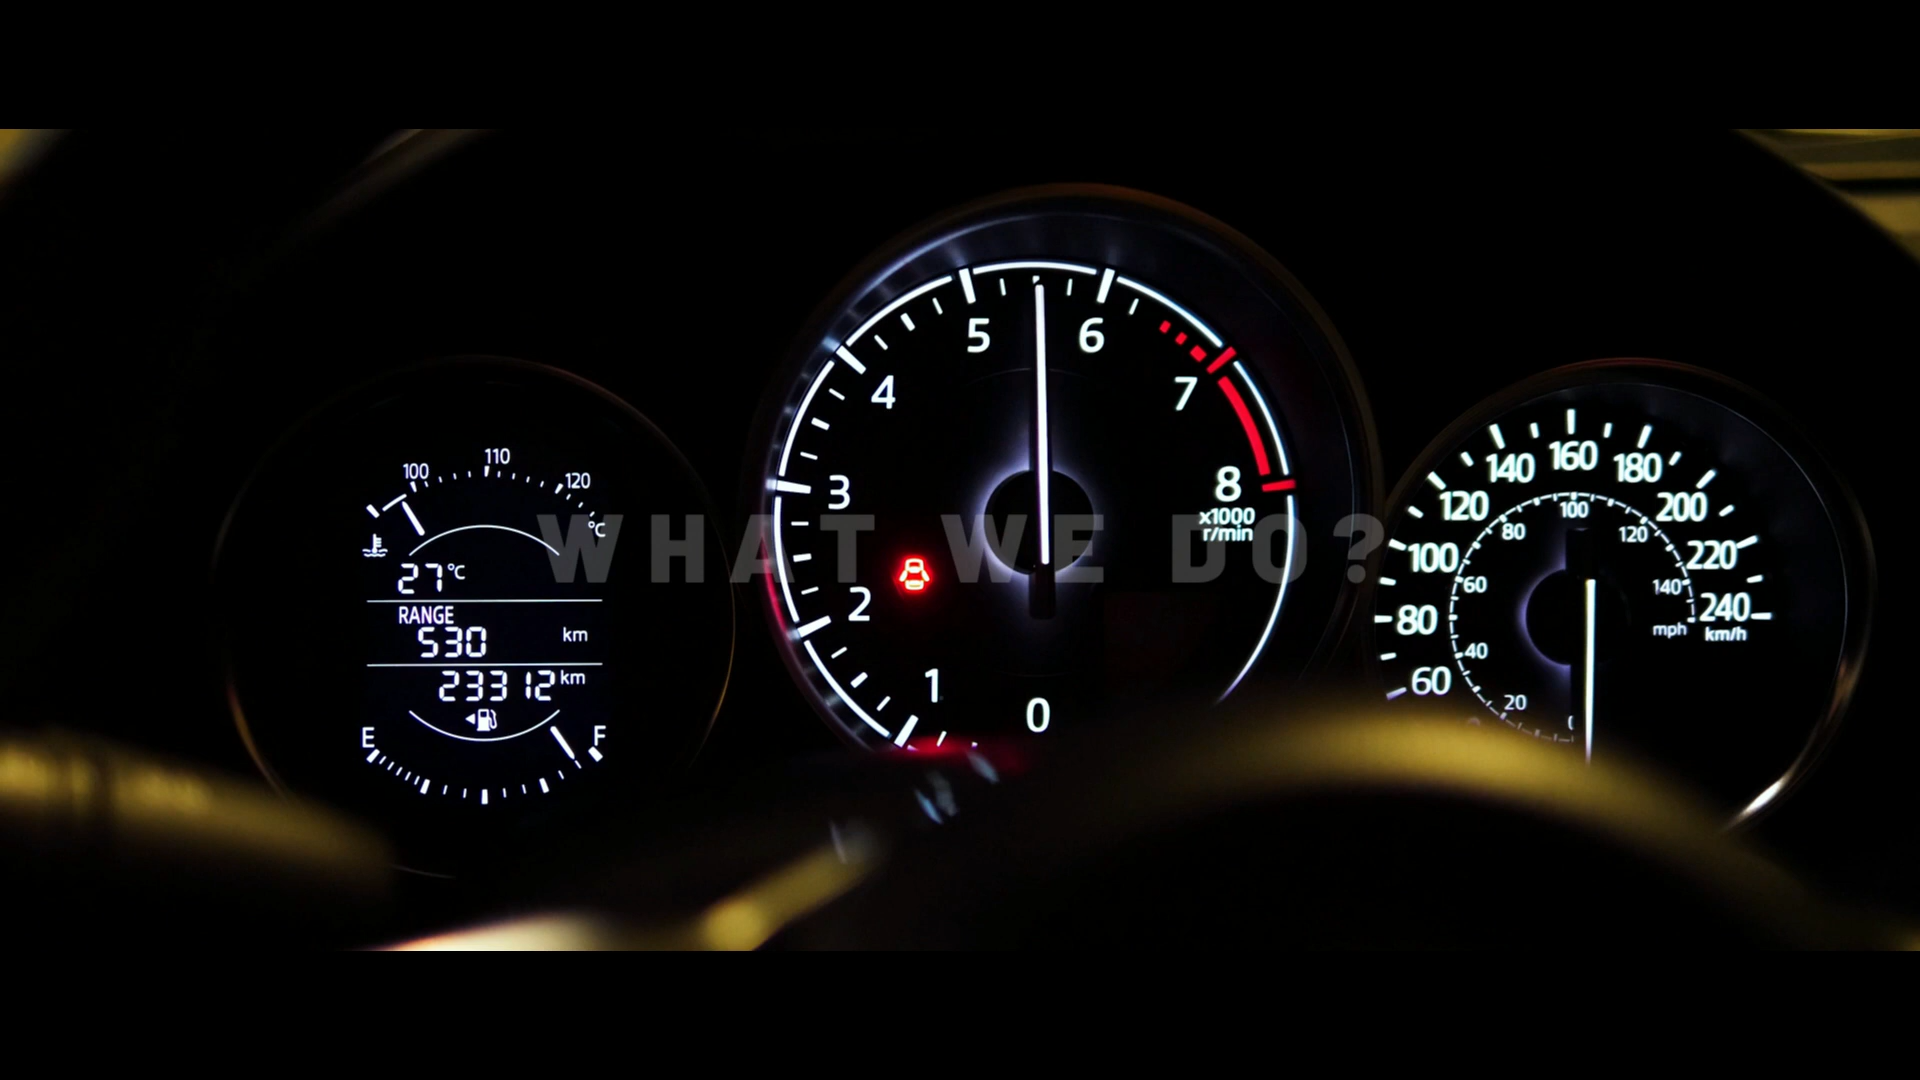 100 110 120
°C
27°C
RANGE
530 km
23312 km
E F
5 6
4 7
3 8
x1000
r/min
2
1
0
WHAT WE DO?
60 80 100 120 140 160 180 200 220 240
km/h
20 40 60 80 100 120 140
mph